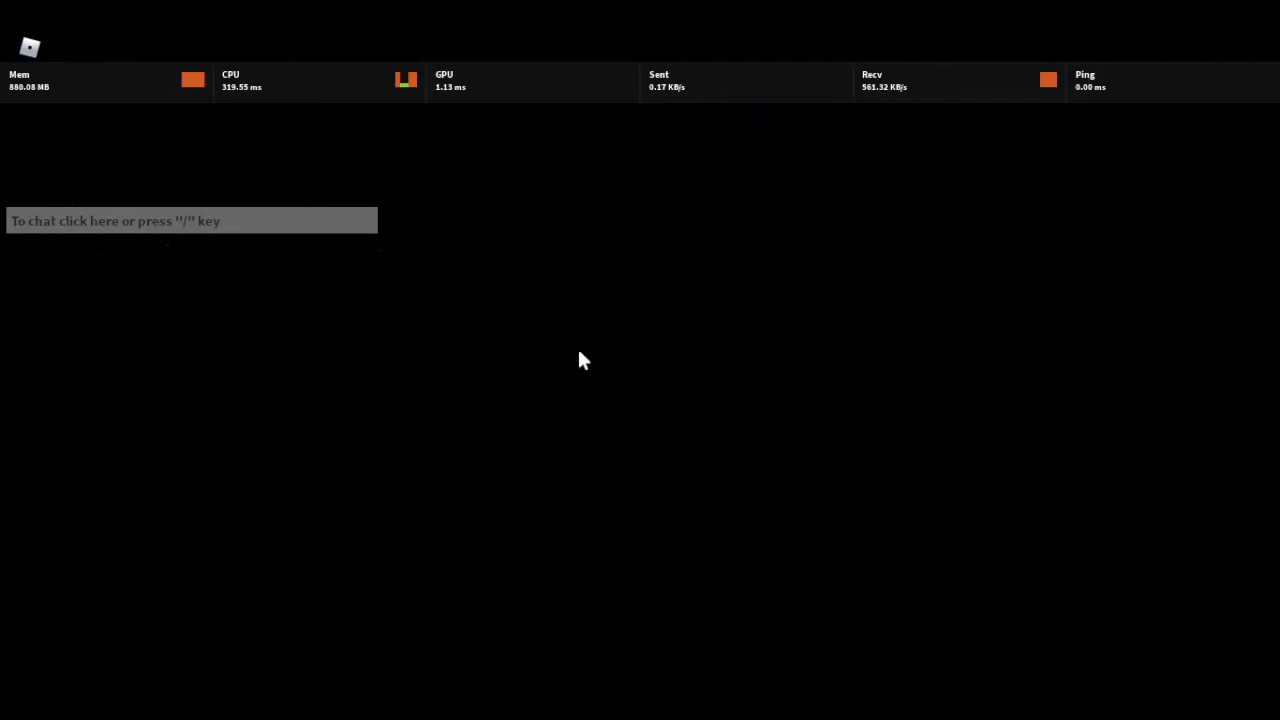 Mem CPU GPU Sent Recv Ping
880.08 MB 319.55 ms 1.13 ms 0.17 KB/s 561.32 KB/s 0.00 ms
To chat click here or press "/" key